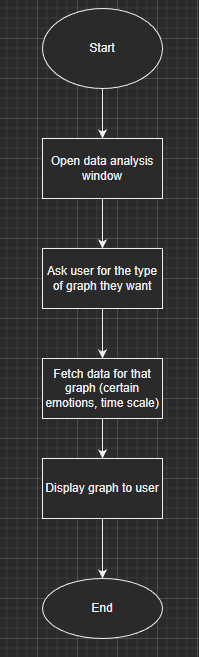 Start
Open data analysis
window
Ask user for the type
of graph they want
Fetch data for that
graph (certain
emotions, time scale)
Display graph to user
End